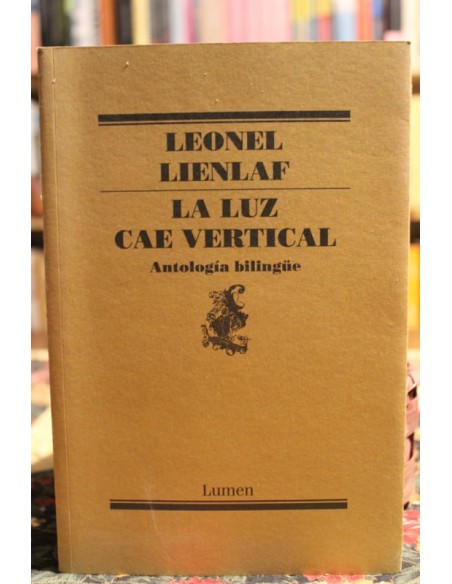 LEONEL
LIENLAF
LA LUZ
CAE VERTICAL
Antología bilingüe
Lumen